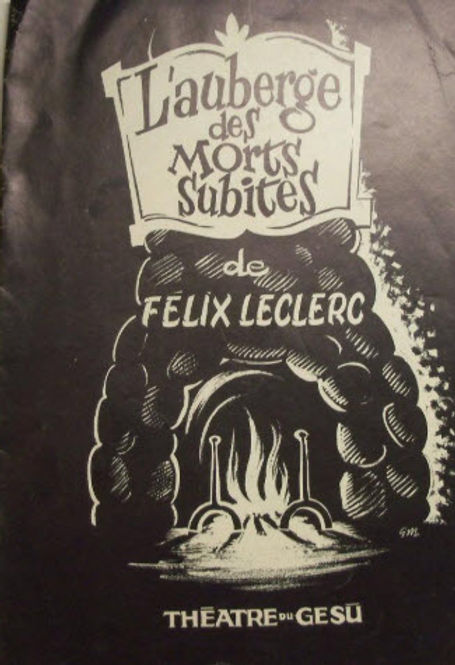 L'auberge
des
Morts
Subites
de
FÉLIX LECLERC
G.M.
THÉATRE DU GESÙ